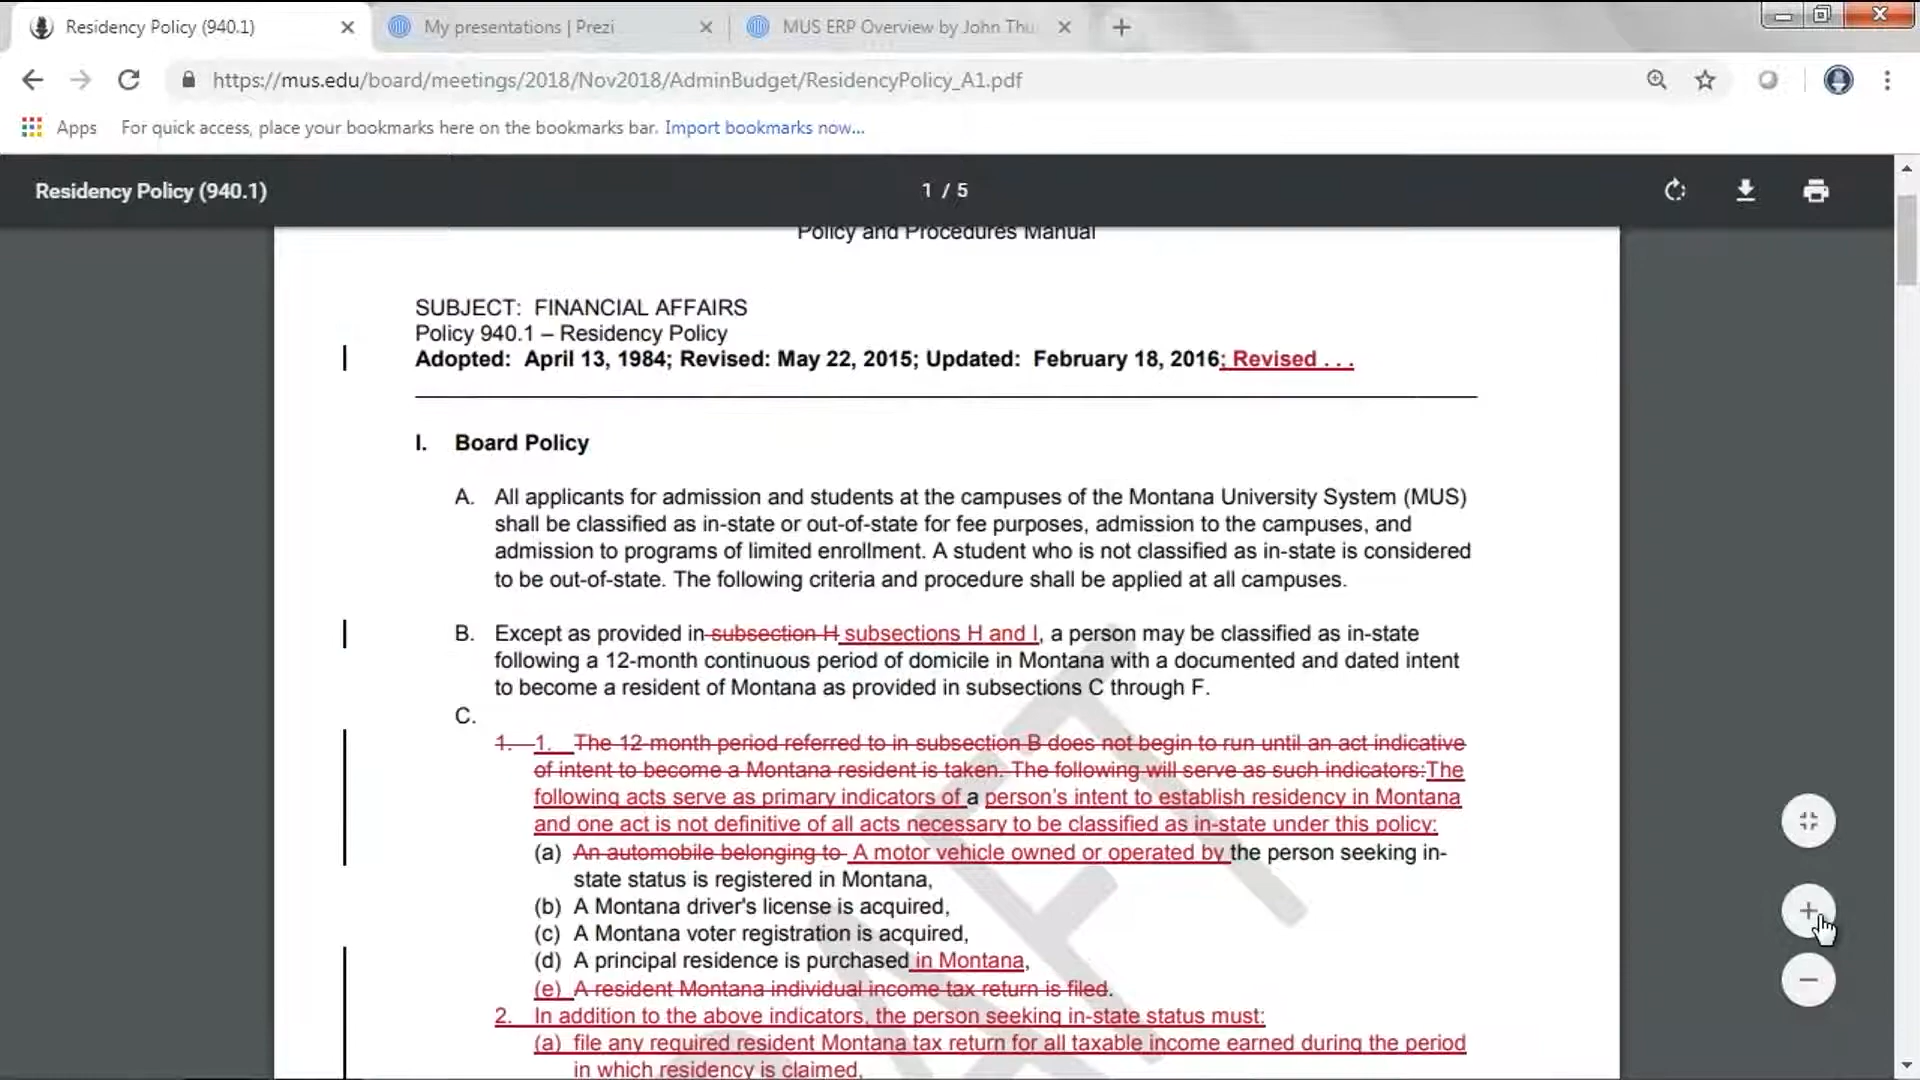 Residency Policy (940.1)
My presentations | Prezi
MUS ERP Overview by John Thu
https://mus.edu/board/meetings/2018/Nov2018/AdminBudget/ResidencyPolicy_A1.pdf
Apps
For quick access, place your bookmarks here on the bookmarks bar. Import bookmarks now...
Residency Policy (940.1)
1 / 5
Policy and Procedures Manual
SUBJECT: FINANCIAL AFFAIRS
Policy 940.1 – Residency Policy
Adopted: April 13, 1984; Revised: May 22, 2015; Updated: February 18, 2016; Revised . . .
I. Board Policy
A. All applicants for admission and students at the campuses of the Montana University System (MUS)
shall be classified as in-state or out-of-state for fee purposes, admission to the campuses, and
admission to programs of limited enrollment. A student who is not classified as in-state is considered
to be out-of-state. The following criteria and procedure shall be applied at all campuses.
B. Except as provided in subsection H subsections H and I, a person may be classified as in-state
following a 12-month continuous period of domicile in Montana with a documented and dated intent
to become a resident of Montana as provided in subsections C through F.
C.
1. 1. The 12-month period referred to in subsection B does not begin to run until an act indicative
of intent to become a Montana resident is taken. The following will serve as such indicators:The
following acts serve as primary indicators of a person's intent to establish residency in Montana
and one act is not definitive of all acts necessary to be classified as in-state under this policy:
(a) An automobile belonging to A motor vehicle owned or operated by the person seeking in-
state status is registered in Montana,
(b) A Montana driver's license is acquired,
(c) A Montana voter registration is acquired,
(d) A principal residence is purchased in Montana,
(e) A resident Montana individual income tax return is filed.
2. In addition to the above indicators, the person seeking in-state status must:
(a) file any required resident Montana tax return for all taxable income earned during the period
in which residency is claimed,